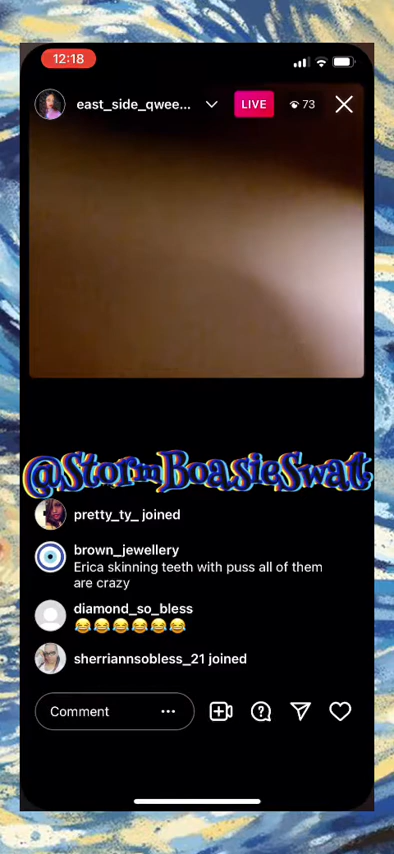 12:18
east_side_qwee...
LIVE
73
@StormBoasieSwat
pretty_ty_ joined
brown_jewellery
Erica skinning teeth with puss all of them
are crazy
diamond_so_bless
😂😂😂😂😂😂
sherriannsobless_21 joined
Comment